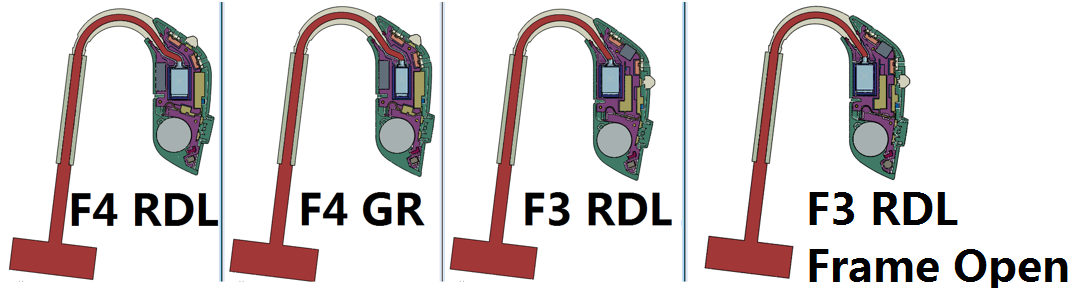 F4 RDL
F4 GR
F3 RDL
F3 RDL
Frame Open